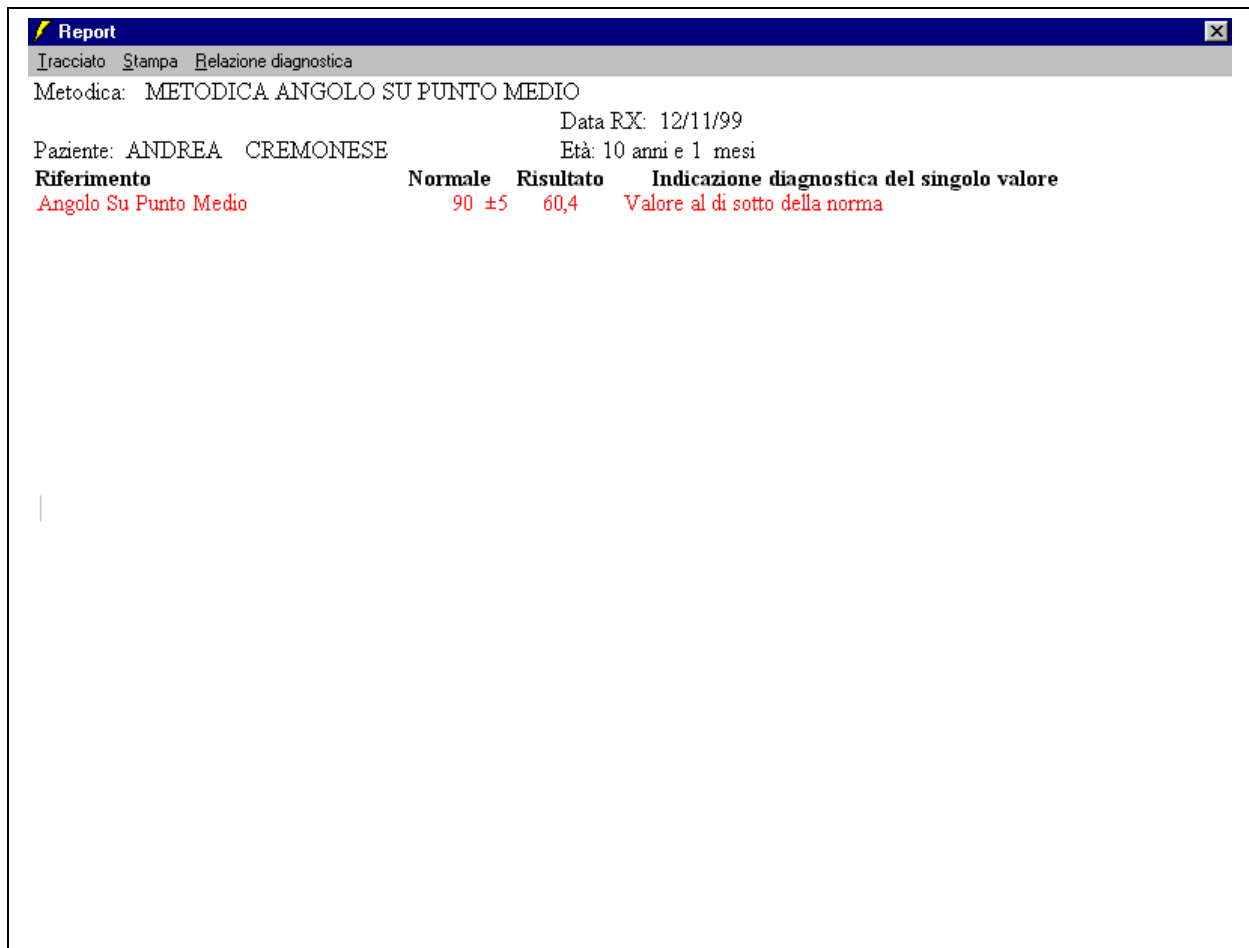 Report
Tracciato Stampa Relazione diagnostica
Metodica: METODICA ANGOLO SU PUNTO MEDIO
Data RX: 12/11/99
Paziente: ANDREA CREMONESE Età: 10 anni e 1 mesi
Riferimento Normale Risultato Indicazione diagnostica del singolo valore
Angolo Su Punto Medio 90 ±5 60,4 Valore al di sotto della norma